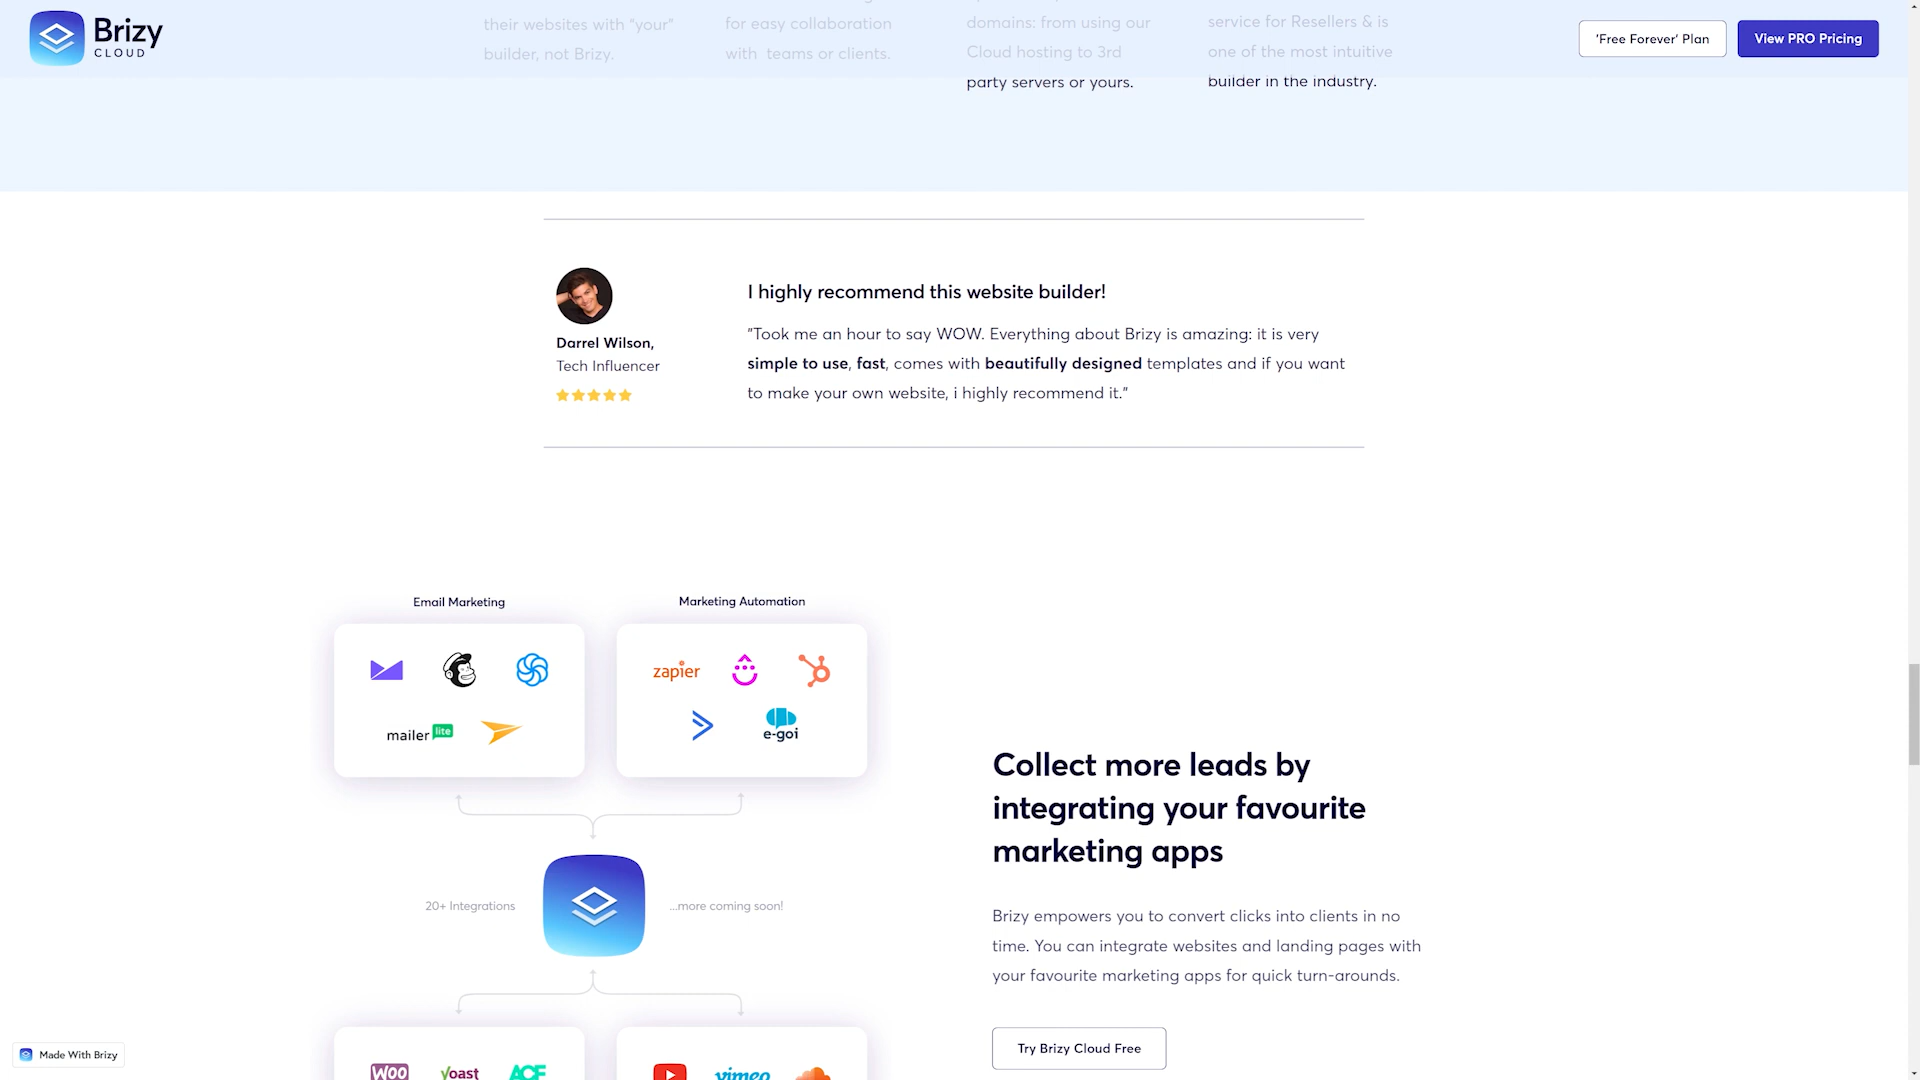 Brizy
CLOUD
their websites with "your"
builder, not Brizy.
for easy collaboration
with teams or clients.
domains: from using our
Cloud hosting to 3rd
party servers or yours.
service for Resellers & is
one of the most intuitive
builder in the industry.
'Free Forever' Plan
View PRO Pricing
Darrel Wilson,
Tech Influencer
I highly recommend this website builder!
"Took me an hour to say WOW. Everything about Brizy is amazing: it is very
simple to use, fast, comes with beautifully designed templates and if you want
to make your own website, i highly recommend it."
Email Marketing
Marketing Automation
mailer lite
zapier
e-goi
20+ Integrations
...more coming soon!
WOO
yoast
ACF
vimeo
Collect more leads by
integrating your favourite
marketing apps
Brizy empowers you to convert clicks into clients in no
time. You can integrate websites and landing pages with
your favourite marketing apps for quick turn-arounds.
Try Brizy Cloud Free
Made With Brizy